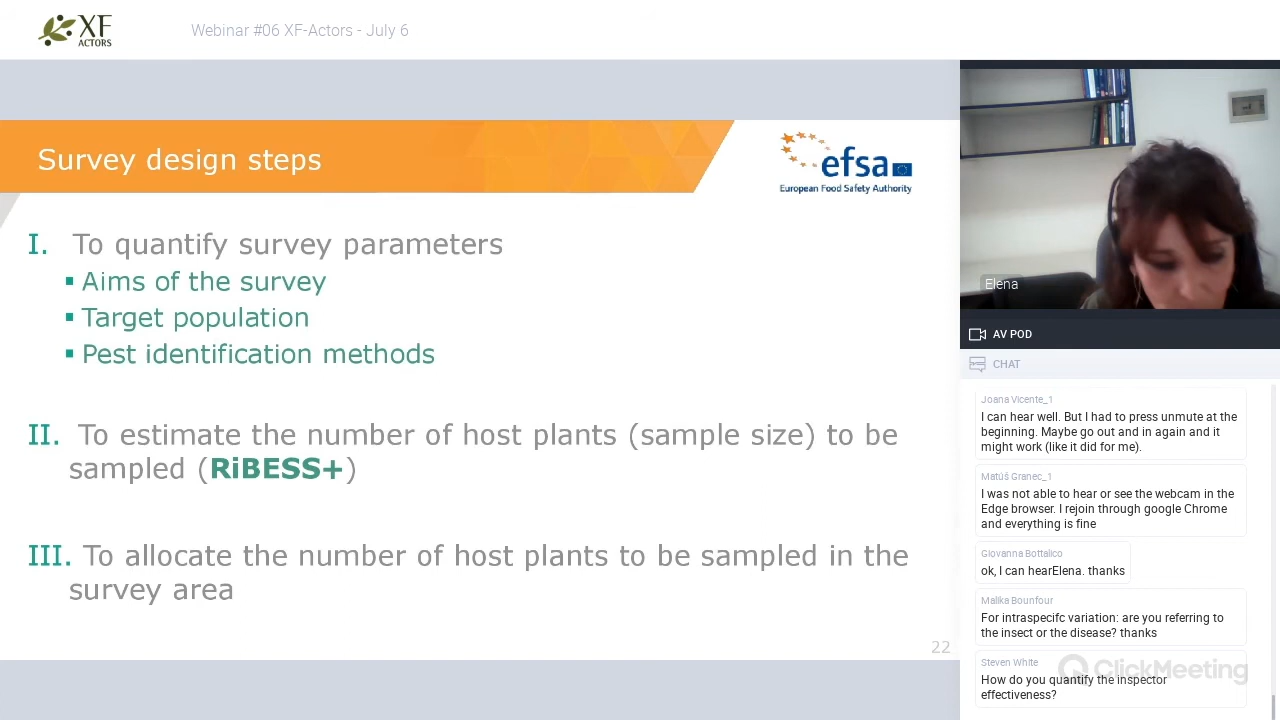 XF
ACTORS
Webinar #06 XF-Actors - July 6
Survey design steps
efsa
European Food Safety Authority
I. To quantify survey parameters
▪ Aims of the survey
▪ Target population
▪ Pest identification methods
II. To estimate the number of host plants (sample size) to be
sampled (RiBESS+)
III. To allocate the number of host plants to be sampled in the
survey area
22
Elena
AV POD
CHAT
Joana Vicente_1
I can hear well. But I had to press unmute at the
beginning. Maybe go out and in again and it
might work (like it did for me).
Matúš Granec_1
I was not able to hear or see the webcam in the
Edge browser. I rejoin through google Chrome
and everything is fine
Giovanna Bottalico
ok, I can hearElena. thanks
Malika Bounfour
For intraspecifc variation: are you referring to
the insect or the disease? thanks
Steven White
How do you quantify the inspector
effectiveness?
ClickMeeting